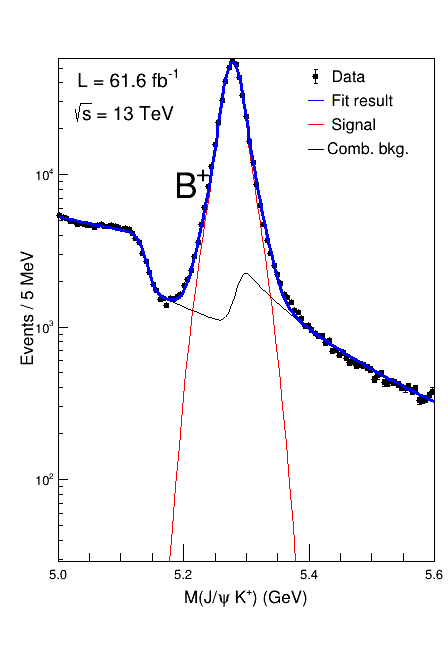 L = 61.6 fb⁻¹
√s = 13 TeV
Data
Fit result
Signal
Comb. bkg.
B⁺
10⁴
10³
10²
Events / 5 MeV
5.0 5.2 5.4 5.6
M(J/ψ K⁺) (GeV)